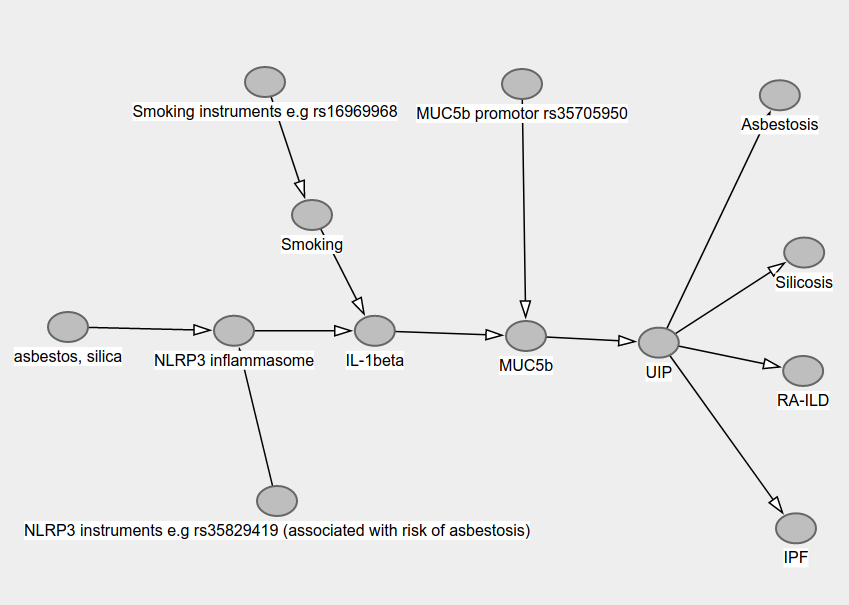 Smoking instruments e.g rs16969968
MUC5b promotor rs35705950
Asbestosis
Smoking
Silicosis
asbestos, silica
NLRP3 inflammasome
IL-1beta
MUC5b
UIP
RA-ILD
NLRP3 instruments e.g rs35829419 (associated with risk of asbestosis)
IPF